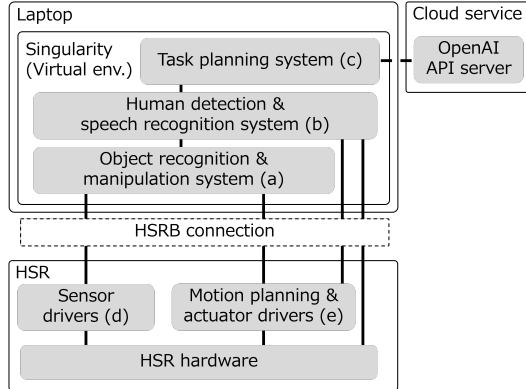 Laptop
Cloud service
Singularity
(Virtual env.)
Task planning system (c)
OpenAI
API server
Human detection &
speech recognition system (b)
Object recognition &
manipulation system (a)
HSRB connection
HSR
Sensor
drivers (d)
Motion planning &
actuator drivers (e)
HSR hardware